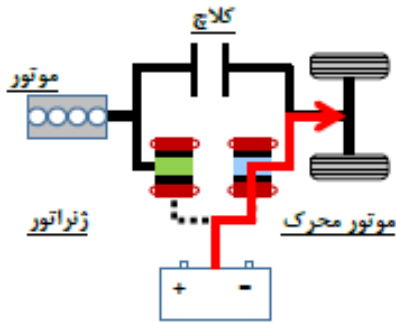 کلاچ
موتور
ژنراتور
موتور محرک
+ -